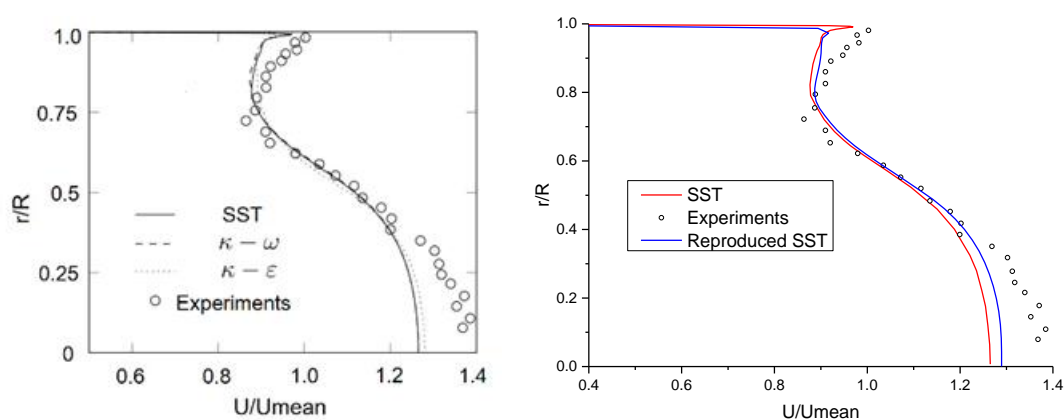 1.0
0.75
0.5
0.25
0
r/R
SST
κ − ω
κ − ε
Experiments
0.6
0.8
1.0
1.2
1.4
U/Umean
1.0
0.8
0.6
0.4
0.2
0.0
r/R
SST
Experiments
Reproduced SST
0.4
0.6
0.8
1.0
1.2
1.4
U/Umean